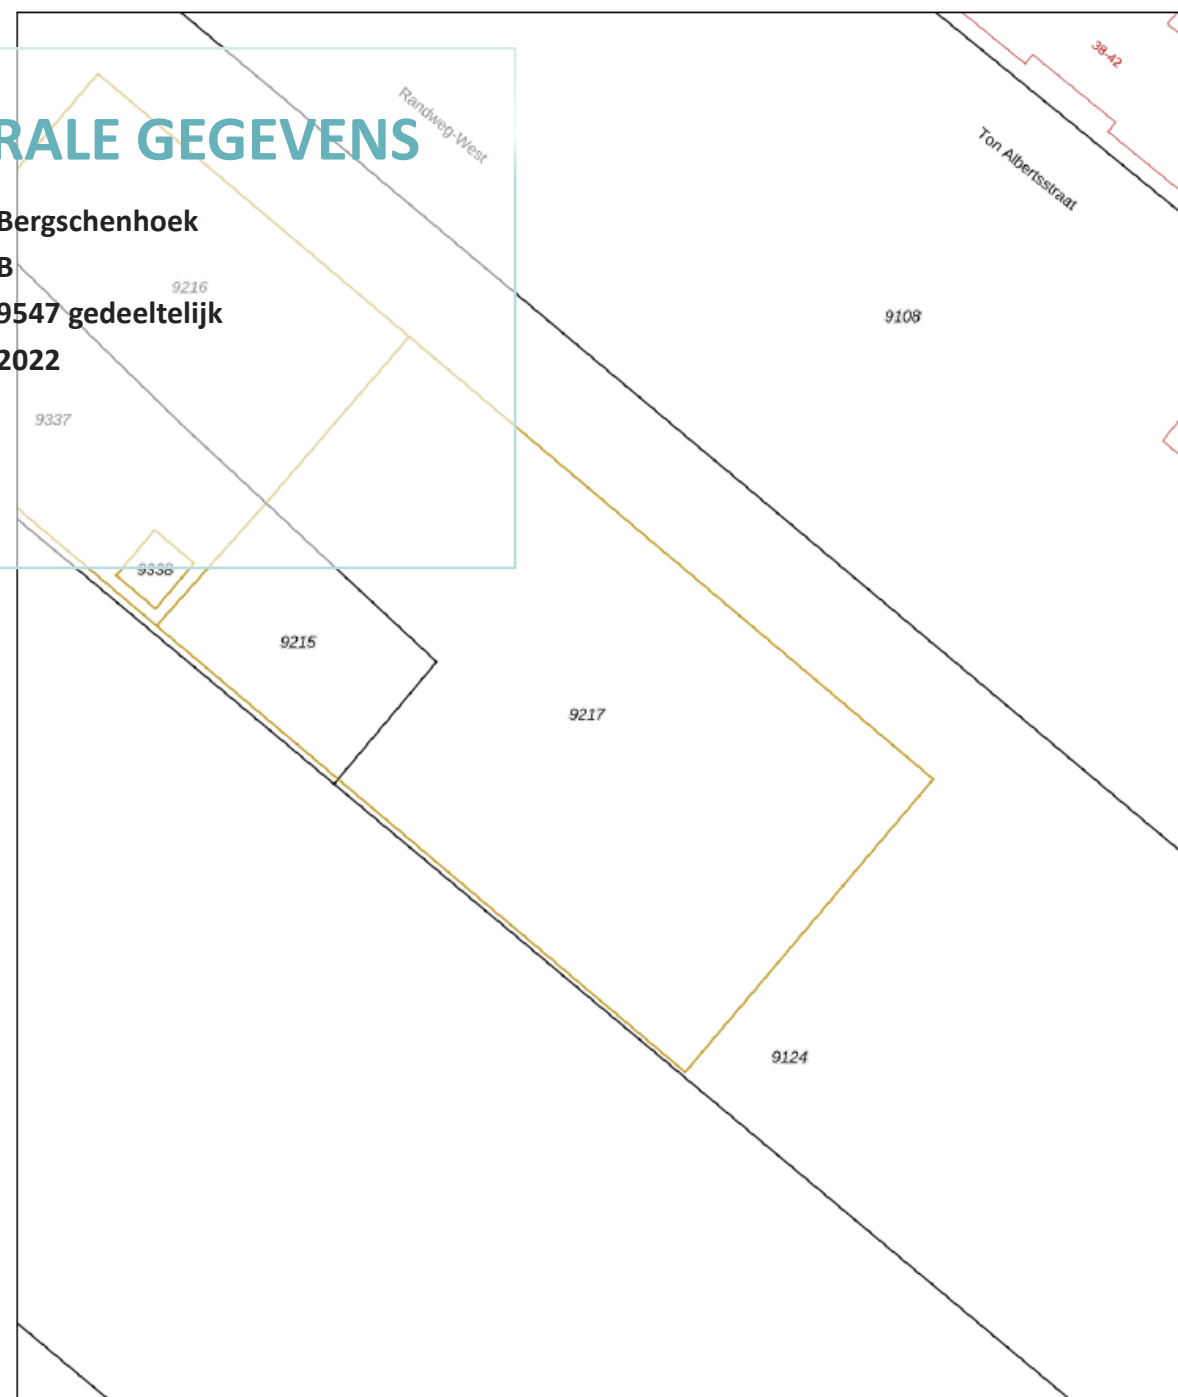 38-42
Ton Albertsstraat
Randweg-West
RALE GEGEVENS
Bergschenhoek
B
9216
9547 gedeeltelijk
9108
2022
9337
9338
9215
9217
9124